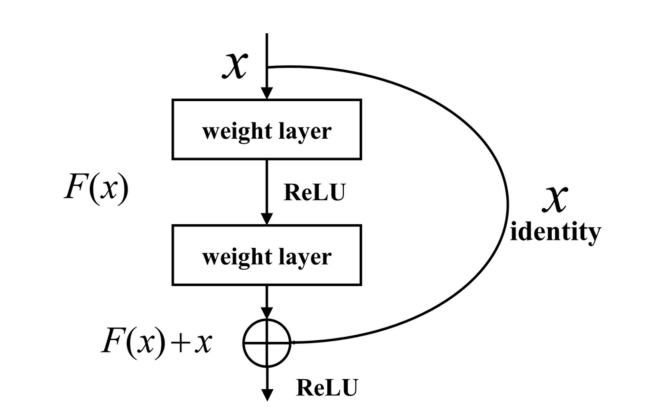 x
weight layer
F(x)
ReLU
x
identity
weight layer
F(x)+x
ReLU